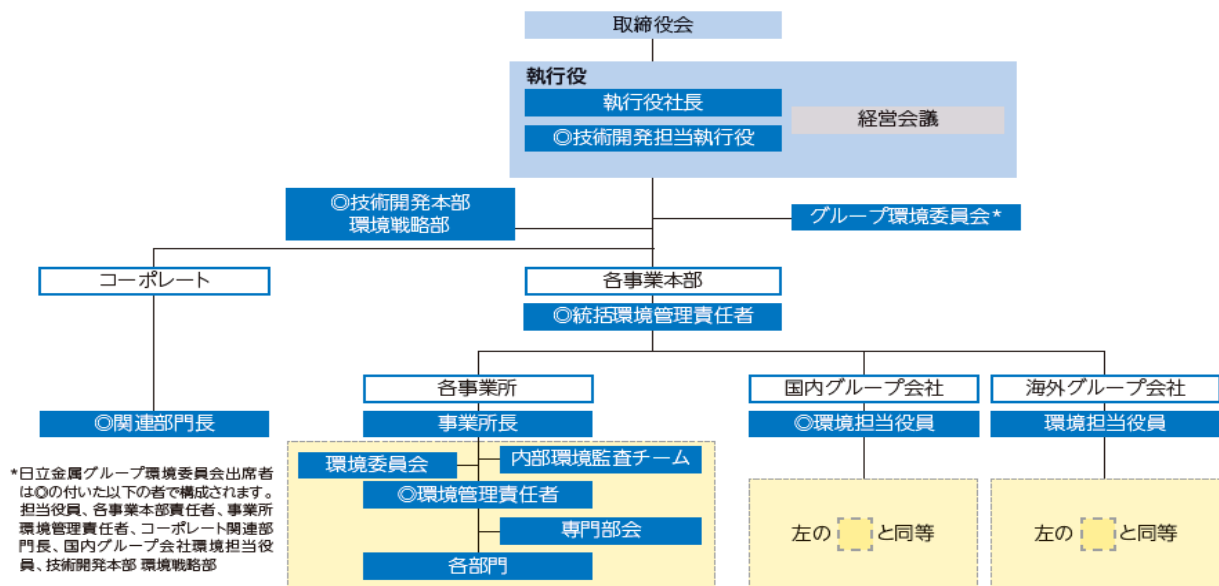 取締役会
執行役
執行役社長
経営会議
◎技術開発担当執行役
◎技術開発本部
環境戦略部
グループ環境委員会*
コーポレート
各事業本部
◎統括環境管理責任者
各事業所
国内グループ会社
海外グループ会社
◎関連部門長
事業所長
◎環境担当役員
環境担当役員
環境委員会
内部環境監査チーム
◎環境管理責任者
専門部会
各部門
左の と同等
左の と同等
*日立金属グループ環境委員会出席者
は◎の付いた以下の者で構成されます。
担当役員、各事業本部責任者、事業所
環境管理責任者、コーポレート関連部
門長、国内グループ会社環境担当役
員、技術開発本部 環境戦略部